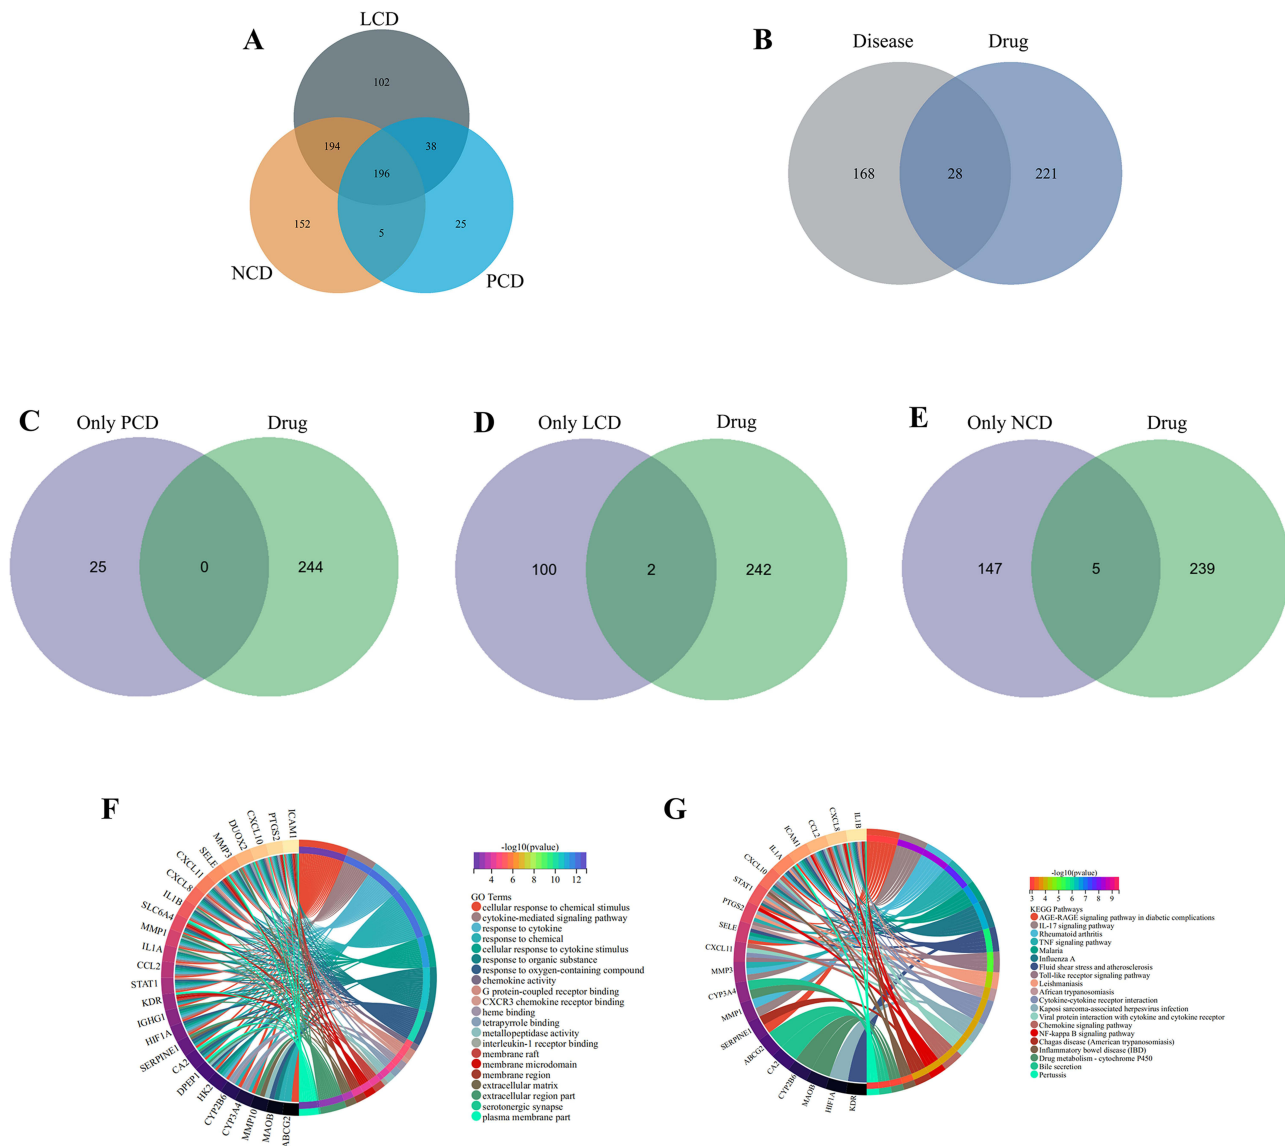 A
LCD
102
194
38
196
152
5
25
NCD
PCD
B
Disease
Drug
168
28
221
C
Only PCD
Drug
25
0
244
D
Only LCD
Drug
100
2
242
E
Only NCD
Drug
147
5
239
F
ICAM1
PTGS2
CXCL10
DUOX2
MMP3
SELE
CXCL11
CXCL8
IL1B
SLC6A4
MMP1
IL1A
CCL2
STAT1
KDR
IGHG1
HIF1A
SERPINE1
CA2
DPEP1
HK2
CYP2B6
CYP3A4
MMP10
MAOB
ABCG2
-log10(pvalue)
4 6 8 10 12
GO Terms
cellular response to chemical stimulus
cytokine-mediated signaling pathway
response to cytokine
response to chemical
cellular response to cytokine stimulus
response to organic substance
response to oxygen-containing compound
chemokine activity
G protein-coupled receptor binding
CXCR3 chemokine receptor binding
heme binding
tetrapyrrole binding
metallopeptidase activity
interleukin-1 receptor binding
membrane raft
membrane microdomain
membrane region
extracellular matrix
extracellular region part
serotonergic synapse
plasma membrane part
G
IL1B
CXCL8
CCL2
ICAM1
IL1A
CXCL10
STAT1
PTGS2
SELE
CXCL11
MMP3
CYP3A4
MMP1
SERPINE1
ABCG2
CA2
CYP2B6
MAOB
HIF1A
KDR
-log10(pvalue)
3 4 5 6 7 8 9
KEGG Pathways
AGE-RAGE signaling pathway in diabetic complications
IL-17 signaling pathway
Rheumatoid arthritis
TNF signaling pathway
Malaria
Influenza A
Fluid shear stress and atherosclerosis
Toll-like receptor signaling pathway
Leishmaniasis
African trypanosomiasis
Cytokine-cytokine receptor interaction
Kaposi sarcoma-associated herpesvirus infection
Viral protein interaction with cytokine and cytokine receptor
Chemokine signaling pathway
NF-kappa B signaling pathway
Chagas disease (American trypanosomiasis)
Inflammatory bowel disease (IBD)
Drug metabolism - cytochrome P450
Bile secretion
Pertussis